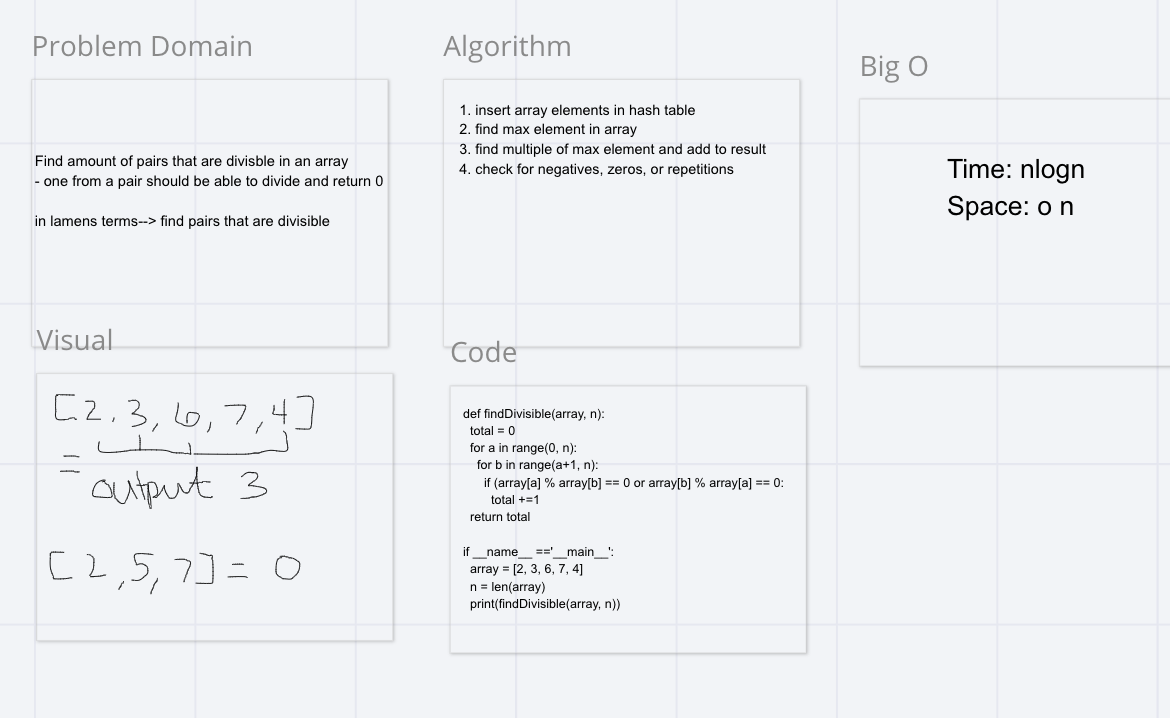 Problem Domain
Find amount of pairs that are divisble in an array
- one from a pair should be able to divide and return 0
in lamens terms--> find pairs that are divisible
Algorithm
1. insert array elements in hash table
2. find max element in array
3. find multiple of max element and add to result
4. check for negatives, zeros, or repetitions
Big O
Time: nlogn
Space: o n
Visual
[2, 3, 6, 7, 4]
=
output 3
[2, 5, 7] = 0
Code
def findDivisible(array, n):
  total = 0
  for a in range(0, n):
    for b in range(a+1, n):
      if (array[a] % array[b] == 0 or array[b] % array[a] == 0:
        total +=1
  return total
if __name__ =='__main__':
  array = [2, 3, 6, 7, 4]
  n = len(array)
  print(findDivisible(array, n))